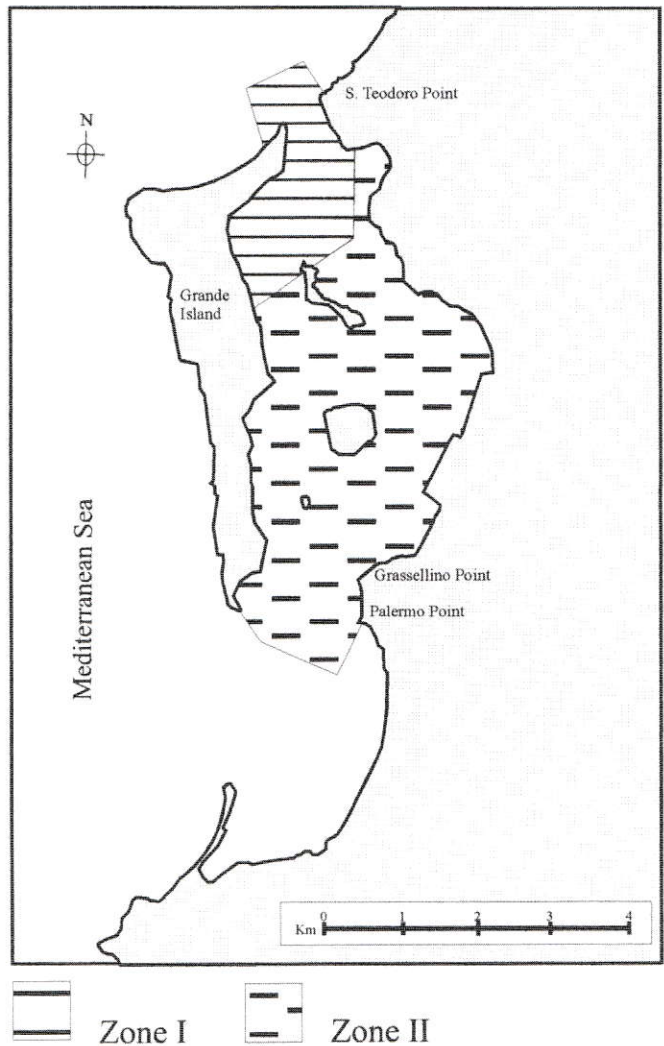 S. Teodoro Point
N
Grande
Island
Mediterranean Sea
Grassellino Point
Palermo Point
0 1 2 3 4
Km
Zone I
Zone II